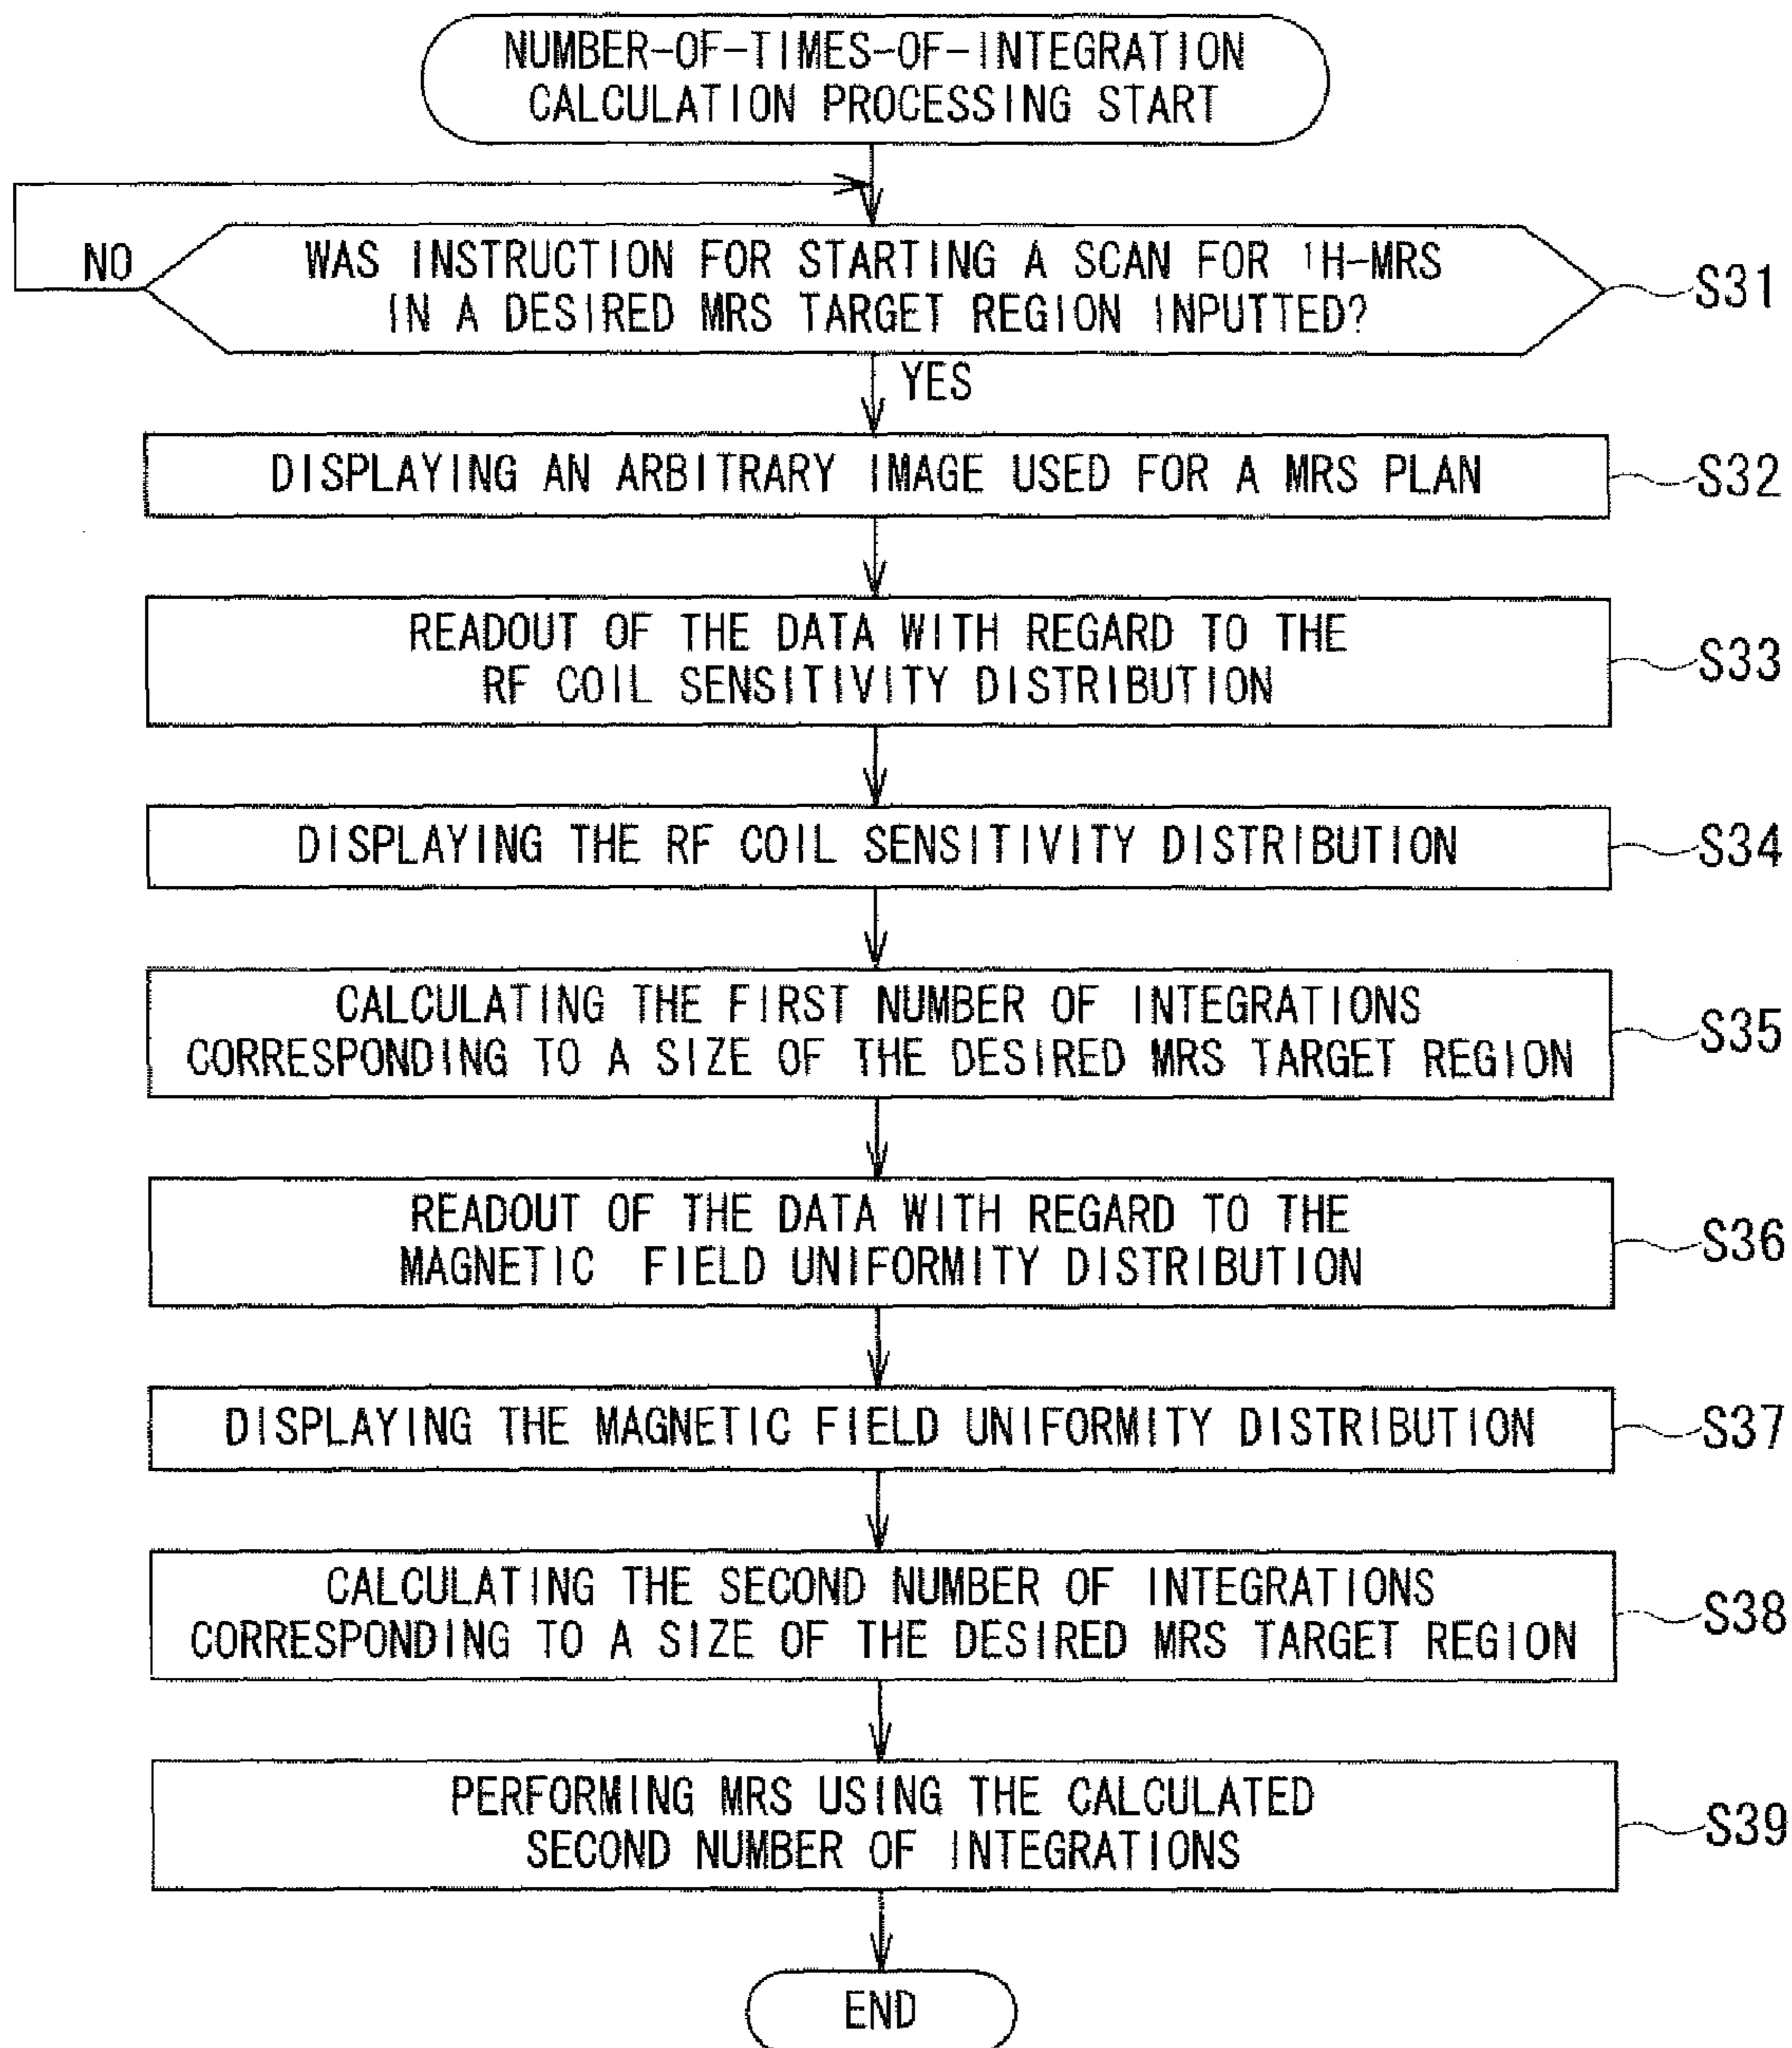 NUMBER-OF-TIMES-OF-INTEGRATION
CALCULATION PROCESSING START
NO
WAS INSTRUCTION FOR STARTING A SCAN FOR ¹H-MRS
IN A DESIRED MRS TARGET REGION INPUTTED?
S31
YES
DISPLAYING AN ARBITRARY IMAGE USED FOR A MRS PLAN
S32
READOUT OF THE DATA WITH REGARD TO THE
RF COIL SENSITIVITY DISTRIBUTION
S33
DISPLAYING THE RF COIL SENSITIVITY DISTRIBUTION
S34
CALCULATING THE FIRST NUMBER OF INTEGRATIONS
CORRESPONDING TO A SIZE OF THE DESIRED MRS TARGET REGION
S35
READOUT OF THE DATA WITH REGARD TO THE
MAGNETIC FIELD UNIFORMITY DISTRIBUTION
S36
DISPLAYING THE MAGNETIC FIELD UNIFORMITY DISTRIBUTION
S37
CALCULATING THE SECOND NUMBER OF INTEGRATIONS
CORRESPONDING TO A SIZE OF THE DESIRED MRS TARGET REGION
S38
PERFORMING MRS USING THE CALCULATED
SECOND NUMBER OF INTEGRATIONS
S39
END